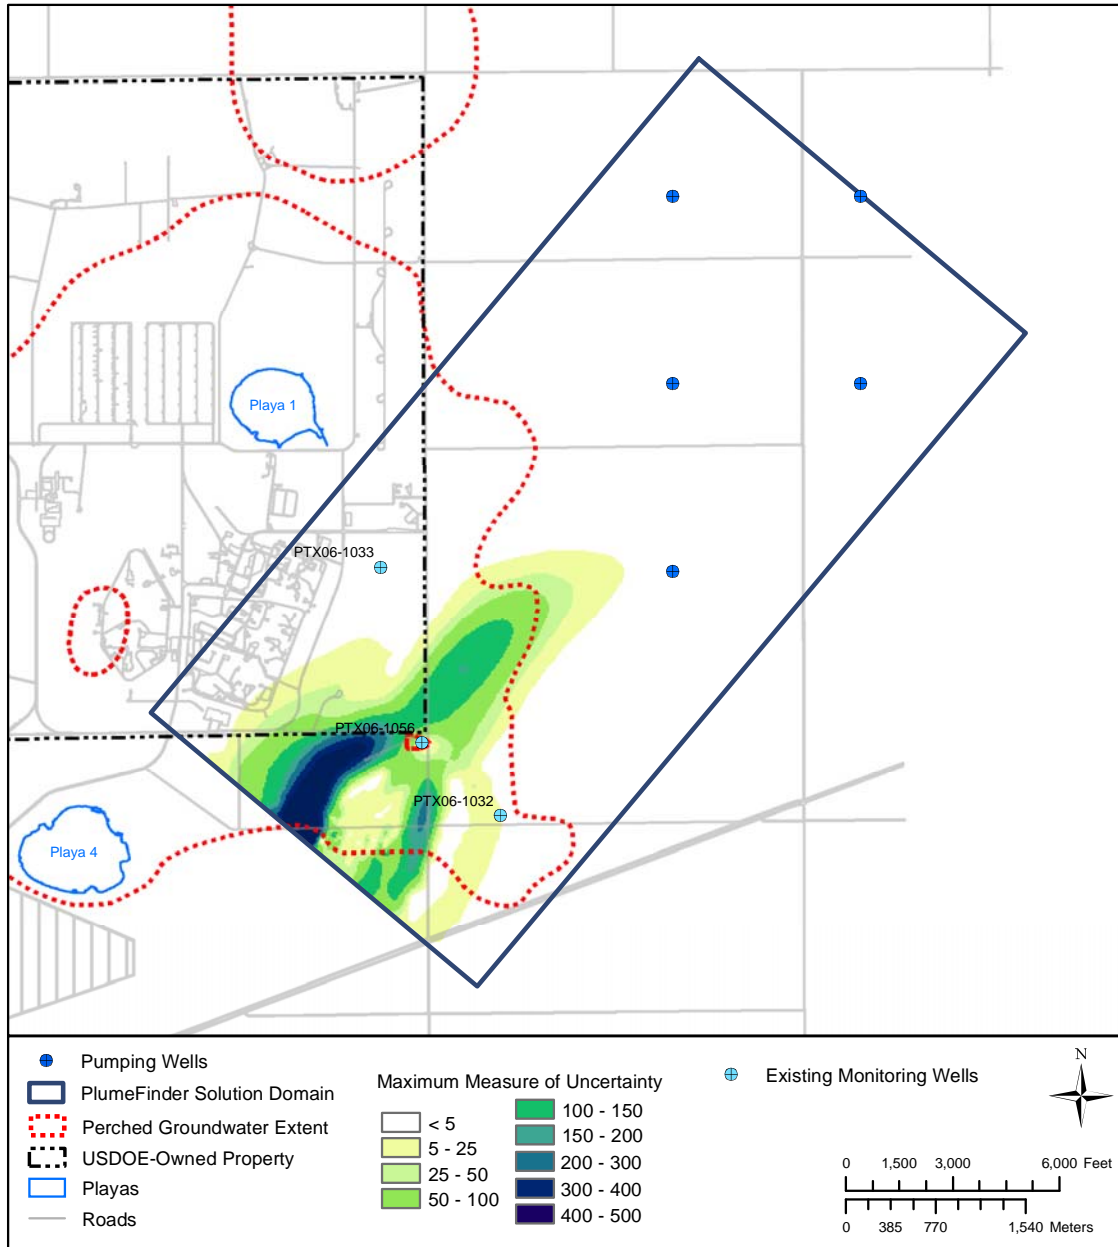 Playa 1
PTX06-1033
PTX06-1056
PTX06-1032
Playa 4
Pumping Wells
PlumeFinder Solution Domain
Perched Groundwater Extent
USDOE-Owned Property
Playas
Roads
Maximum Measure of Uncertainty
< 5
5 - 25
25 - 50
50 - 100
100 - 150
150 - 200
200 - 300
300 - 400
400 - 500
Existing Monitoring Wells
N
0 1,500 3,000 6,000 Feet
0 385 770 1,540 Meters